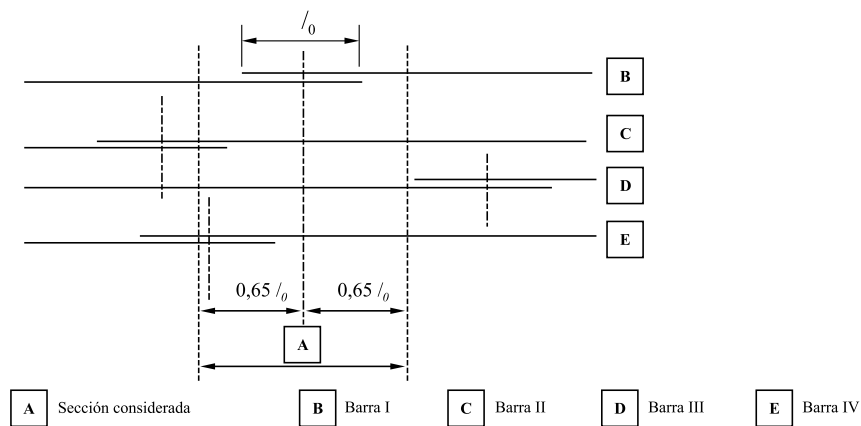 l0
B
C
D
E
0,65 l0 0,65 l0
A
A Sección considerada B Barra I C Barra II D Barra III E Barra IV